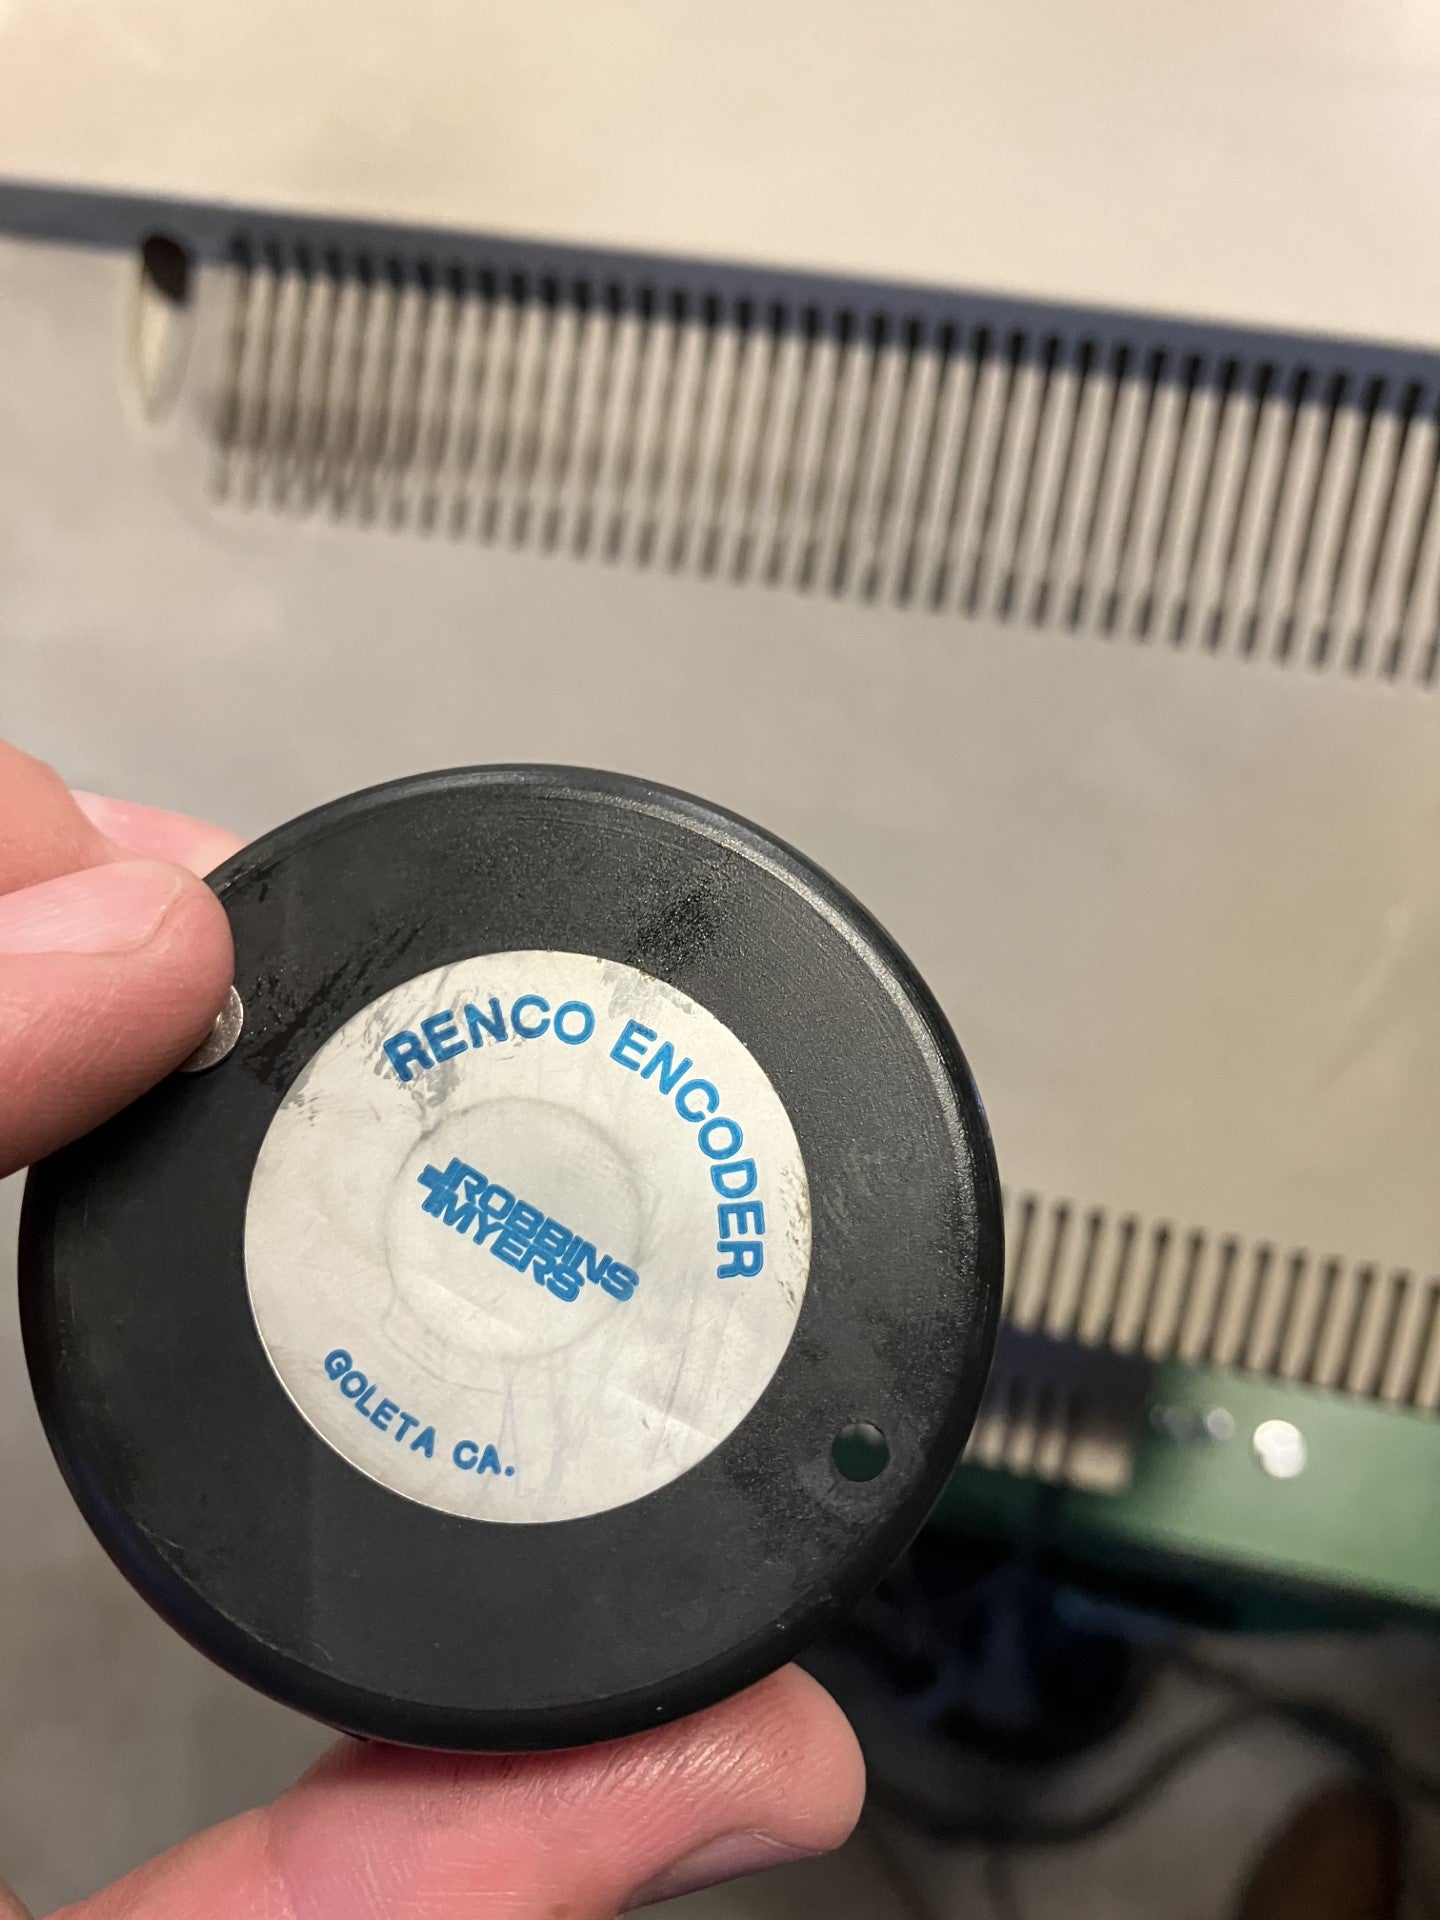 RENCO ENCODER
ROBBINS
MYERS
GOLETA CA.